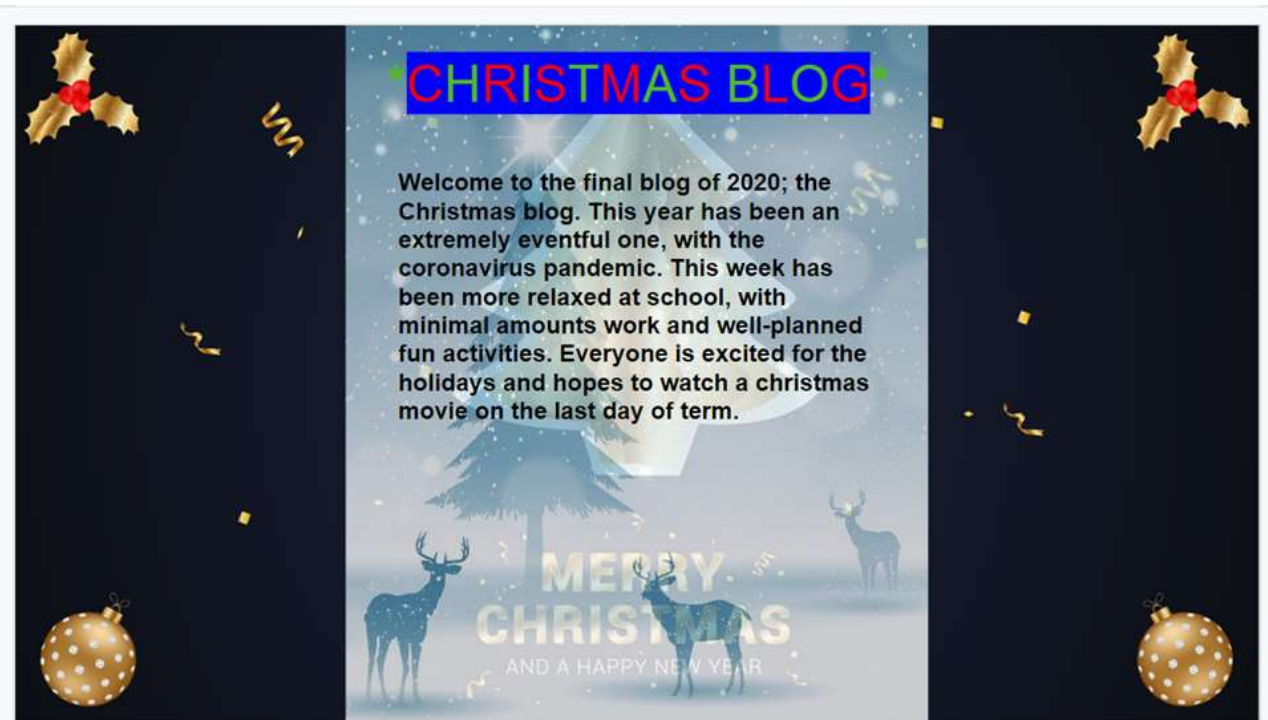 *CHRISTMAS BLOG*
Welcome to the final blog of 2020; the
Christmas blog. This year has been an
extremely eventful one, with the
coronavirus pandemic. This week has
been more relaxed at school, with
minimal amounts work and well-planned
fun activities. Everyone is excited for the
holidays and hopes to watch a christmas
movie on the last day of term.
MERRY
CHRISTMAS
AND A HAPPY NEW YEAR